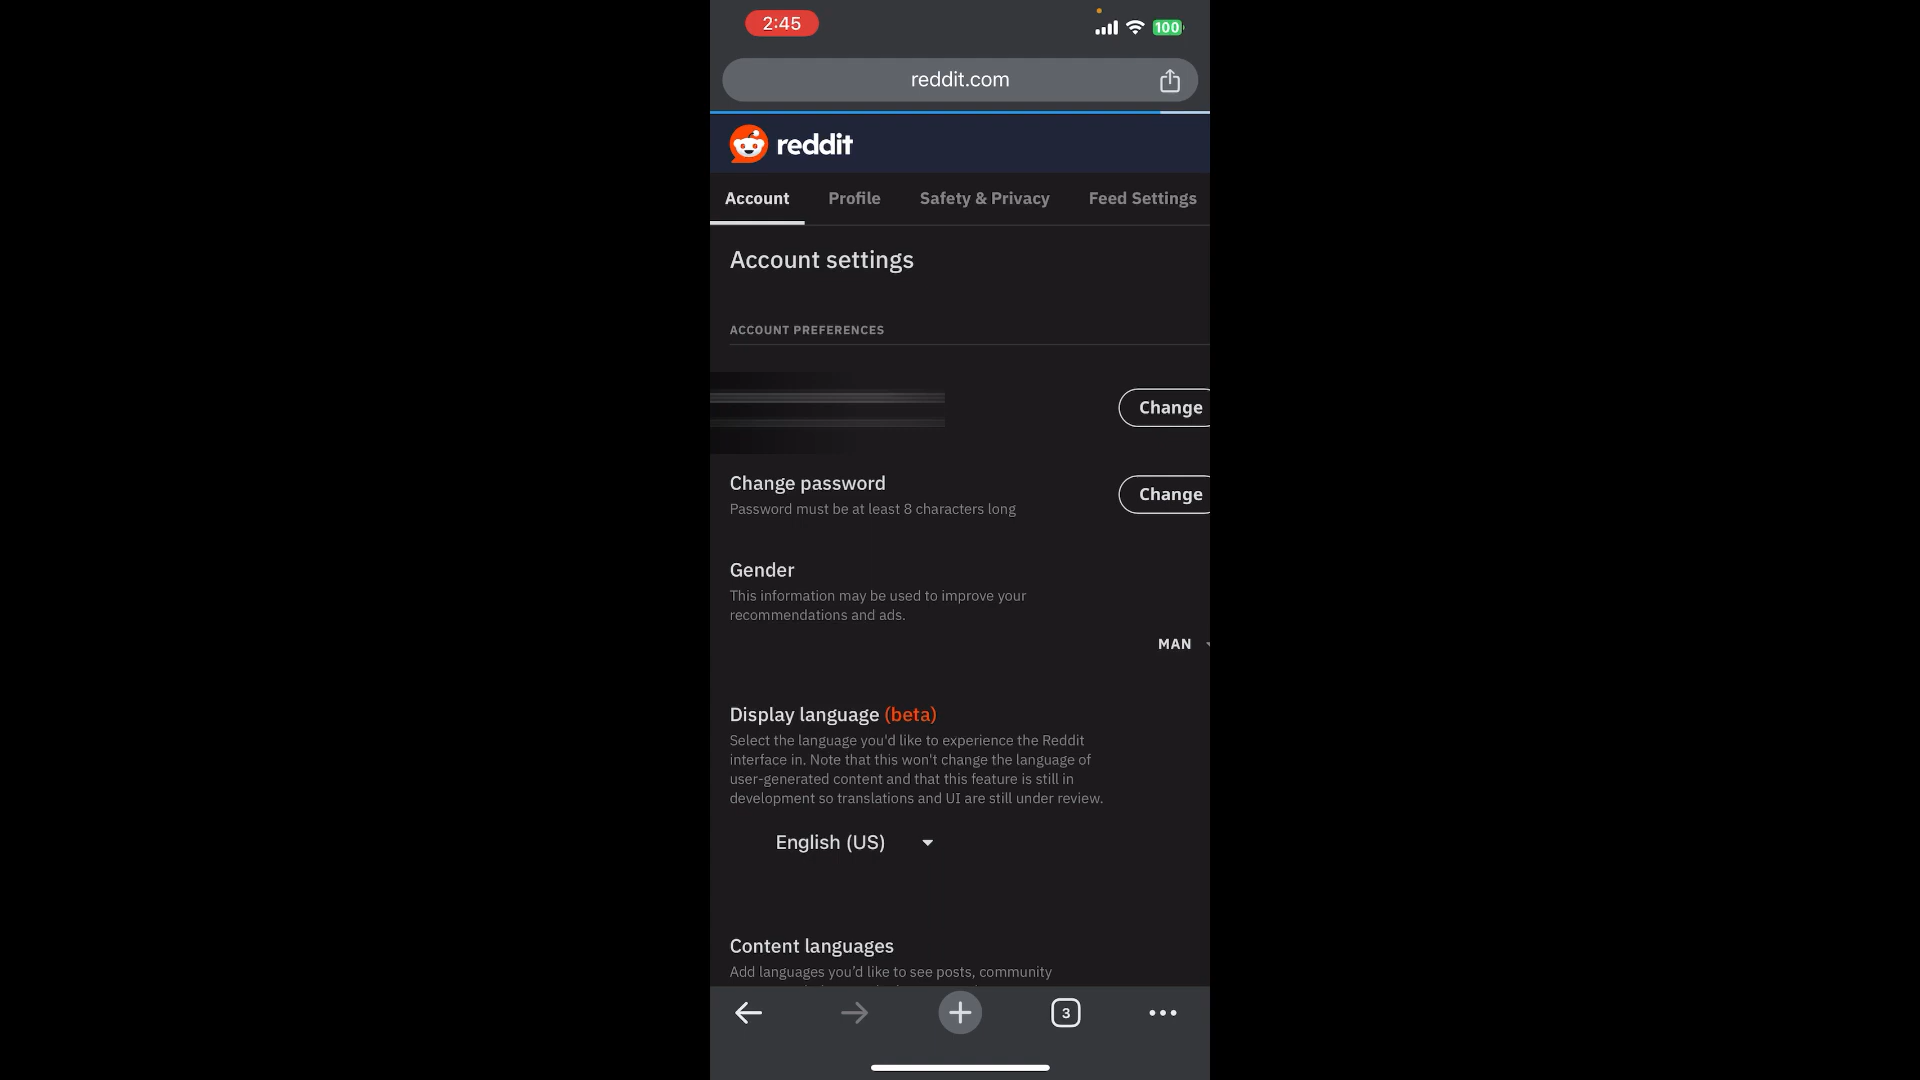 2:45
100
reddit.com
reddit
Account Profile Safety & Privacy Feed Settings
Account settings
ACCOUNT PREFERENCES
Change
Change password
Password must be at least 8 characters long
Change
Gender
This information may be used to improve your
recommendations and ads.
MAN
Display language (beta)
Select the language you'd like to experience the Reddit
interface in. Note that this won't change the language of
user-generated content and that this feature is still in
development so translations and UI are still under review.
English (US)
Content languages
Add languages you’d like to see posts, community
3